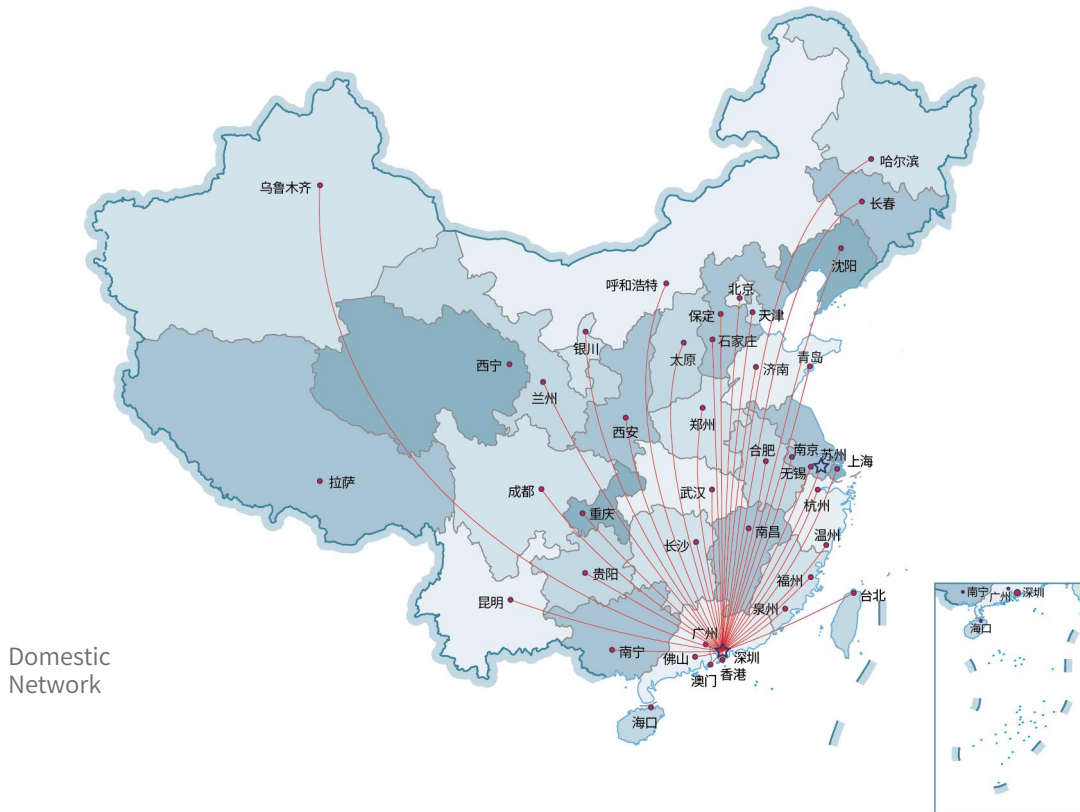 哈尔滨
乌鲁木齐
长春
沈阳
呼和浩特
北京
保定
天津
石家庄
银川
太原
青岛
西宁
济南
兰州
郑州
西安
合肥
南京
苏州
上海
无锡
拉萨
成都
武汉
杭州
重庆
南昌
温州
长沙
贵阳
福州
昆明
泉州
台北
广州
南宁
佛山
深圳
香港
澳门
海口
Domestic
Network
南宁
广州
深圳
海口